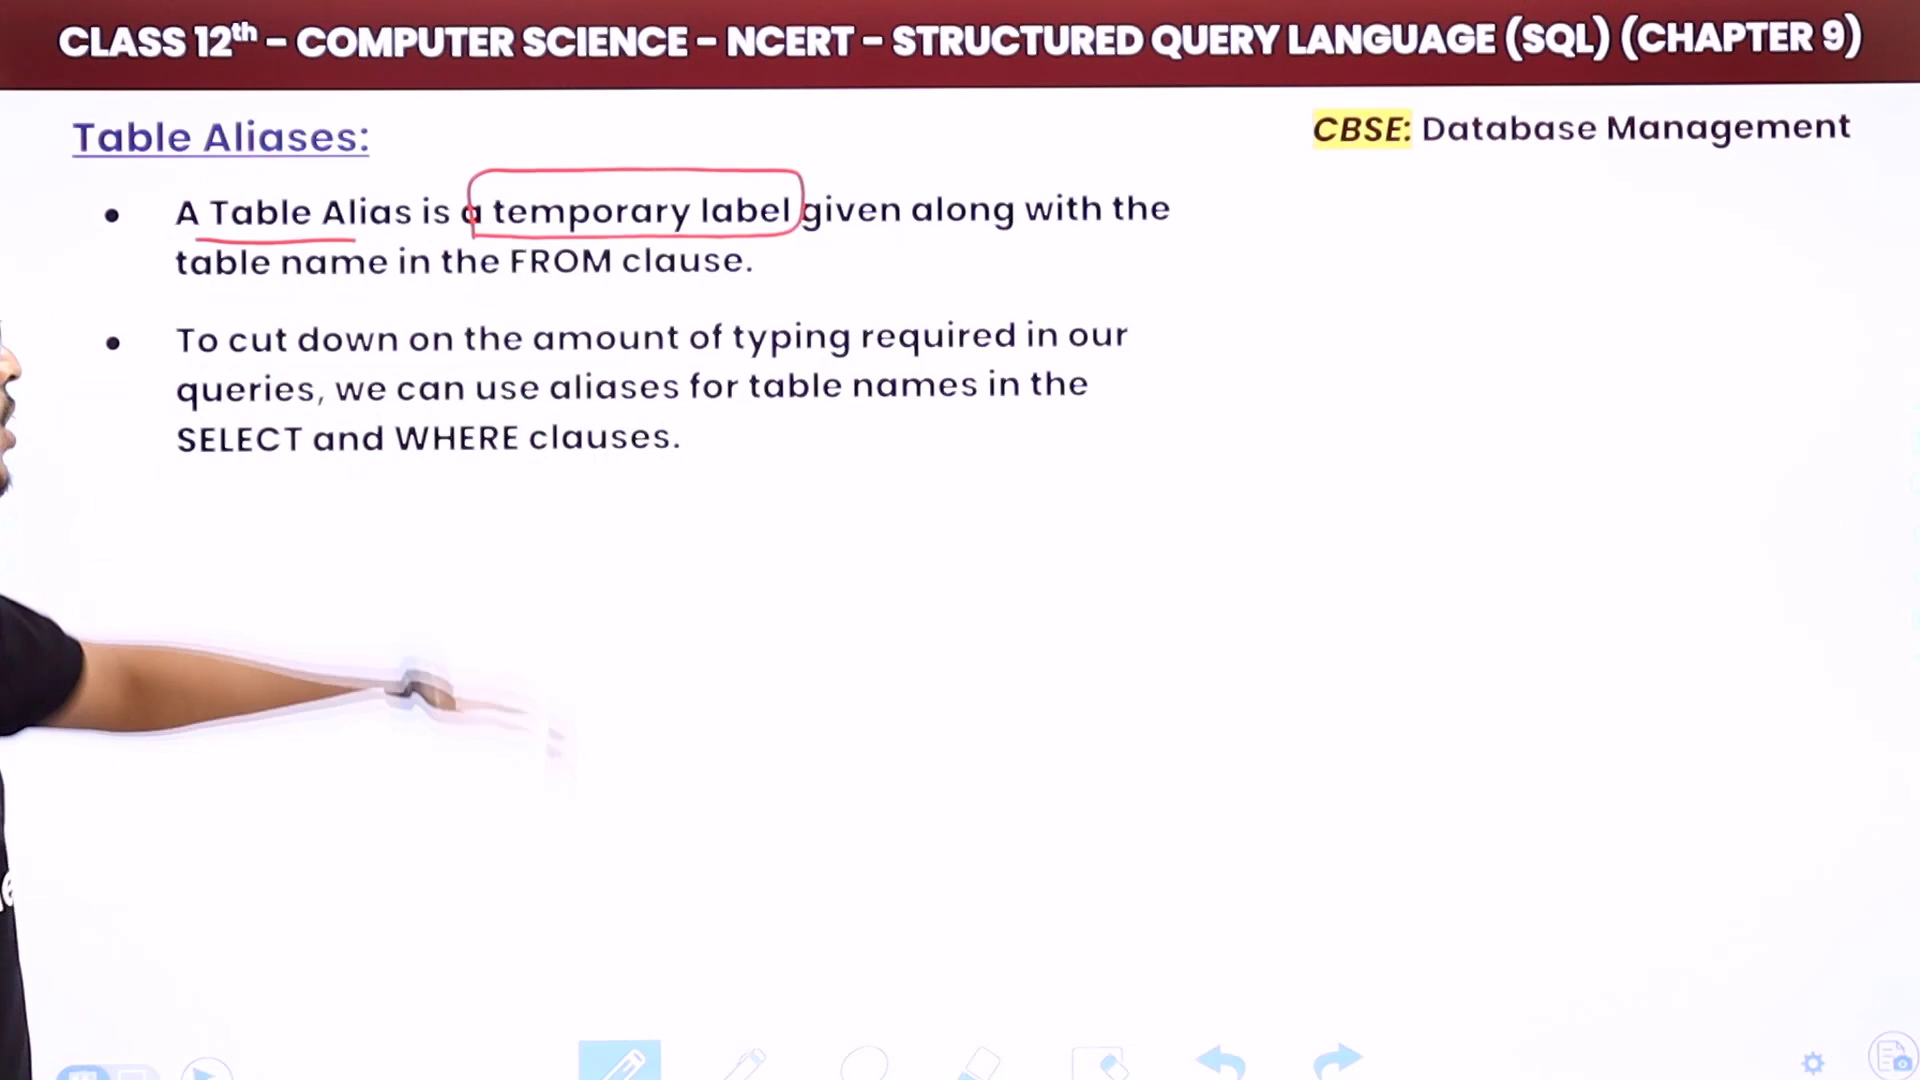 CLASS 12th – COMPUTER SCIENCE – NCERT – STRUCTURED QUERY LANGUAGE (SQL) (CHAPTER 9)
Table Aliases:
CBSE: Database Management
● A Table Alias is a temporary label given along with the
table name in the FROM clause.
● To cut down on the amount of typing required in our
queries, we can use aliases for table names in the
SELECT and WHERE clauses.